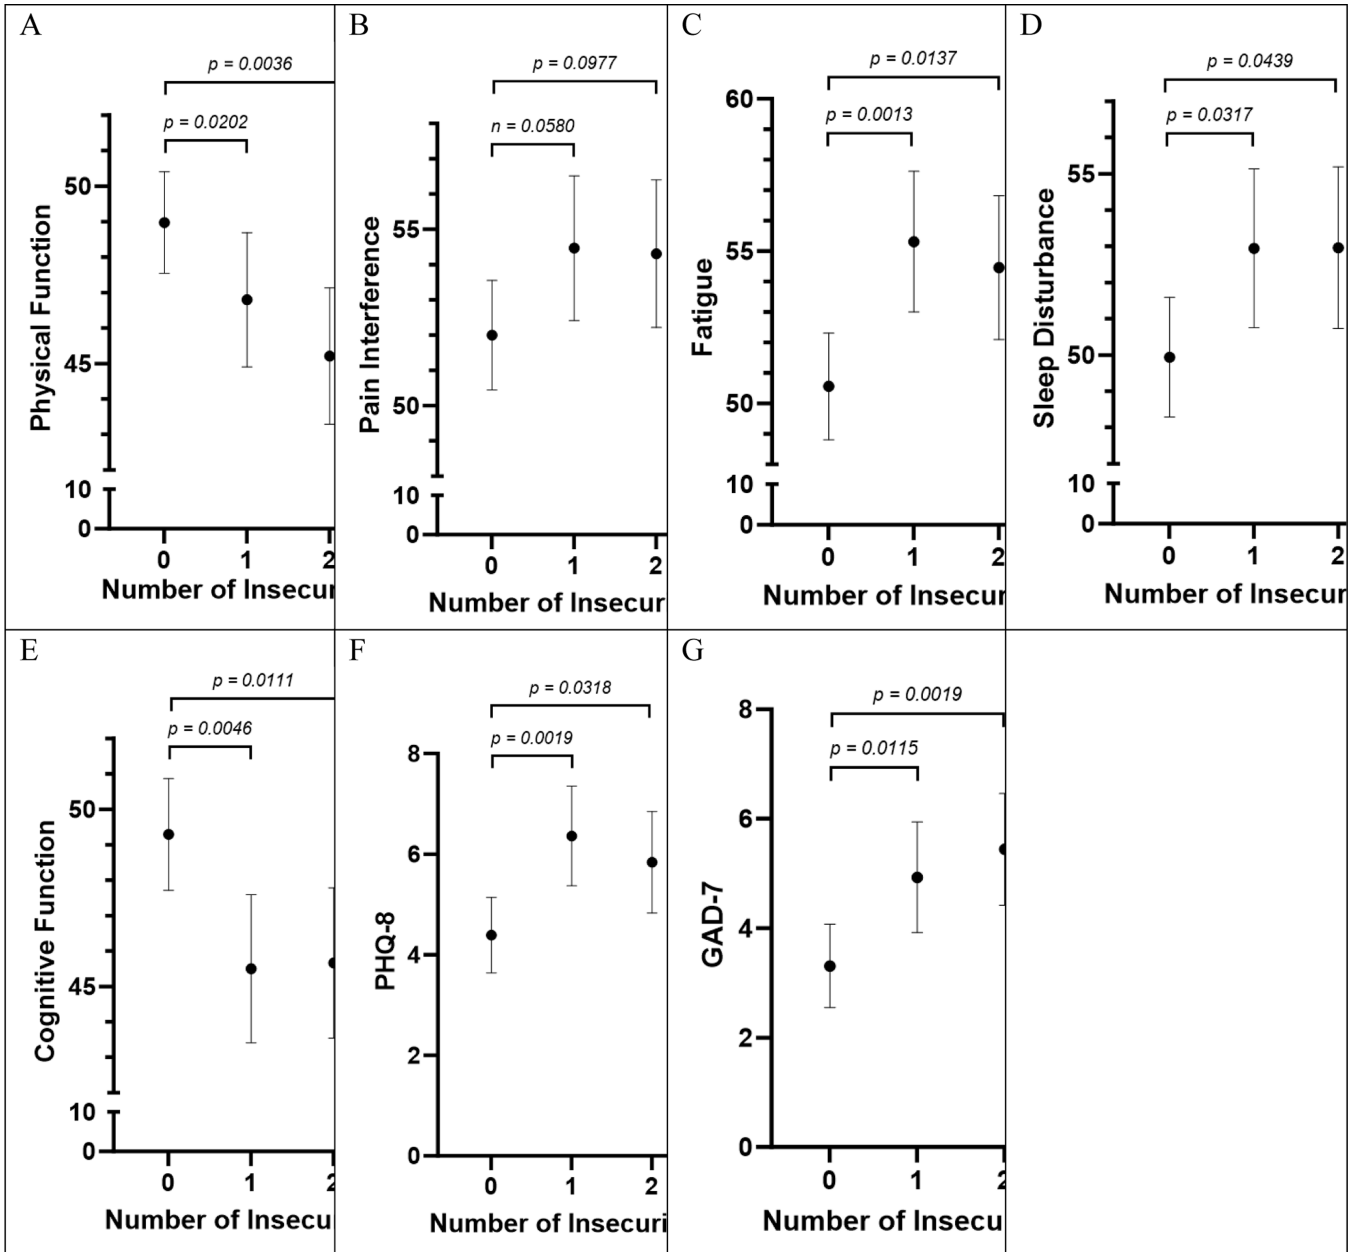 A
p = 0.0036
p = 0.0202
50
45
10
0
Physical Function
0 1 2
Number of Insecur
B
p = 0.0977
n = 0.0580
55
50
10
0
Pain Interference
0 1 2
Number of Insecur
C
p = 0.0137
p = 0.0013
60
55
50
10
0
Fatigue
0 1 2
Number of Insecur
D
p = 0.0439
p = 0.0317
55
50
10
0
Sleep Disturbance
0 1 2
Number of Insecur
E
p = 0.0111
p = 0.0046
50
45
10
0
Cognitive Function
0 1 2
Number of Insecu
F
p = 0.0318
p = 0.0019
8
6
4
2
0
PHQ-8
0 1 2
Number of Insecuri
G
p = 0.0019
p = 0.0115
8
6
4
2
0
GAD-7
0 1 2
Number of Insecu